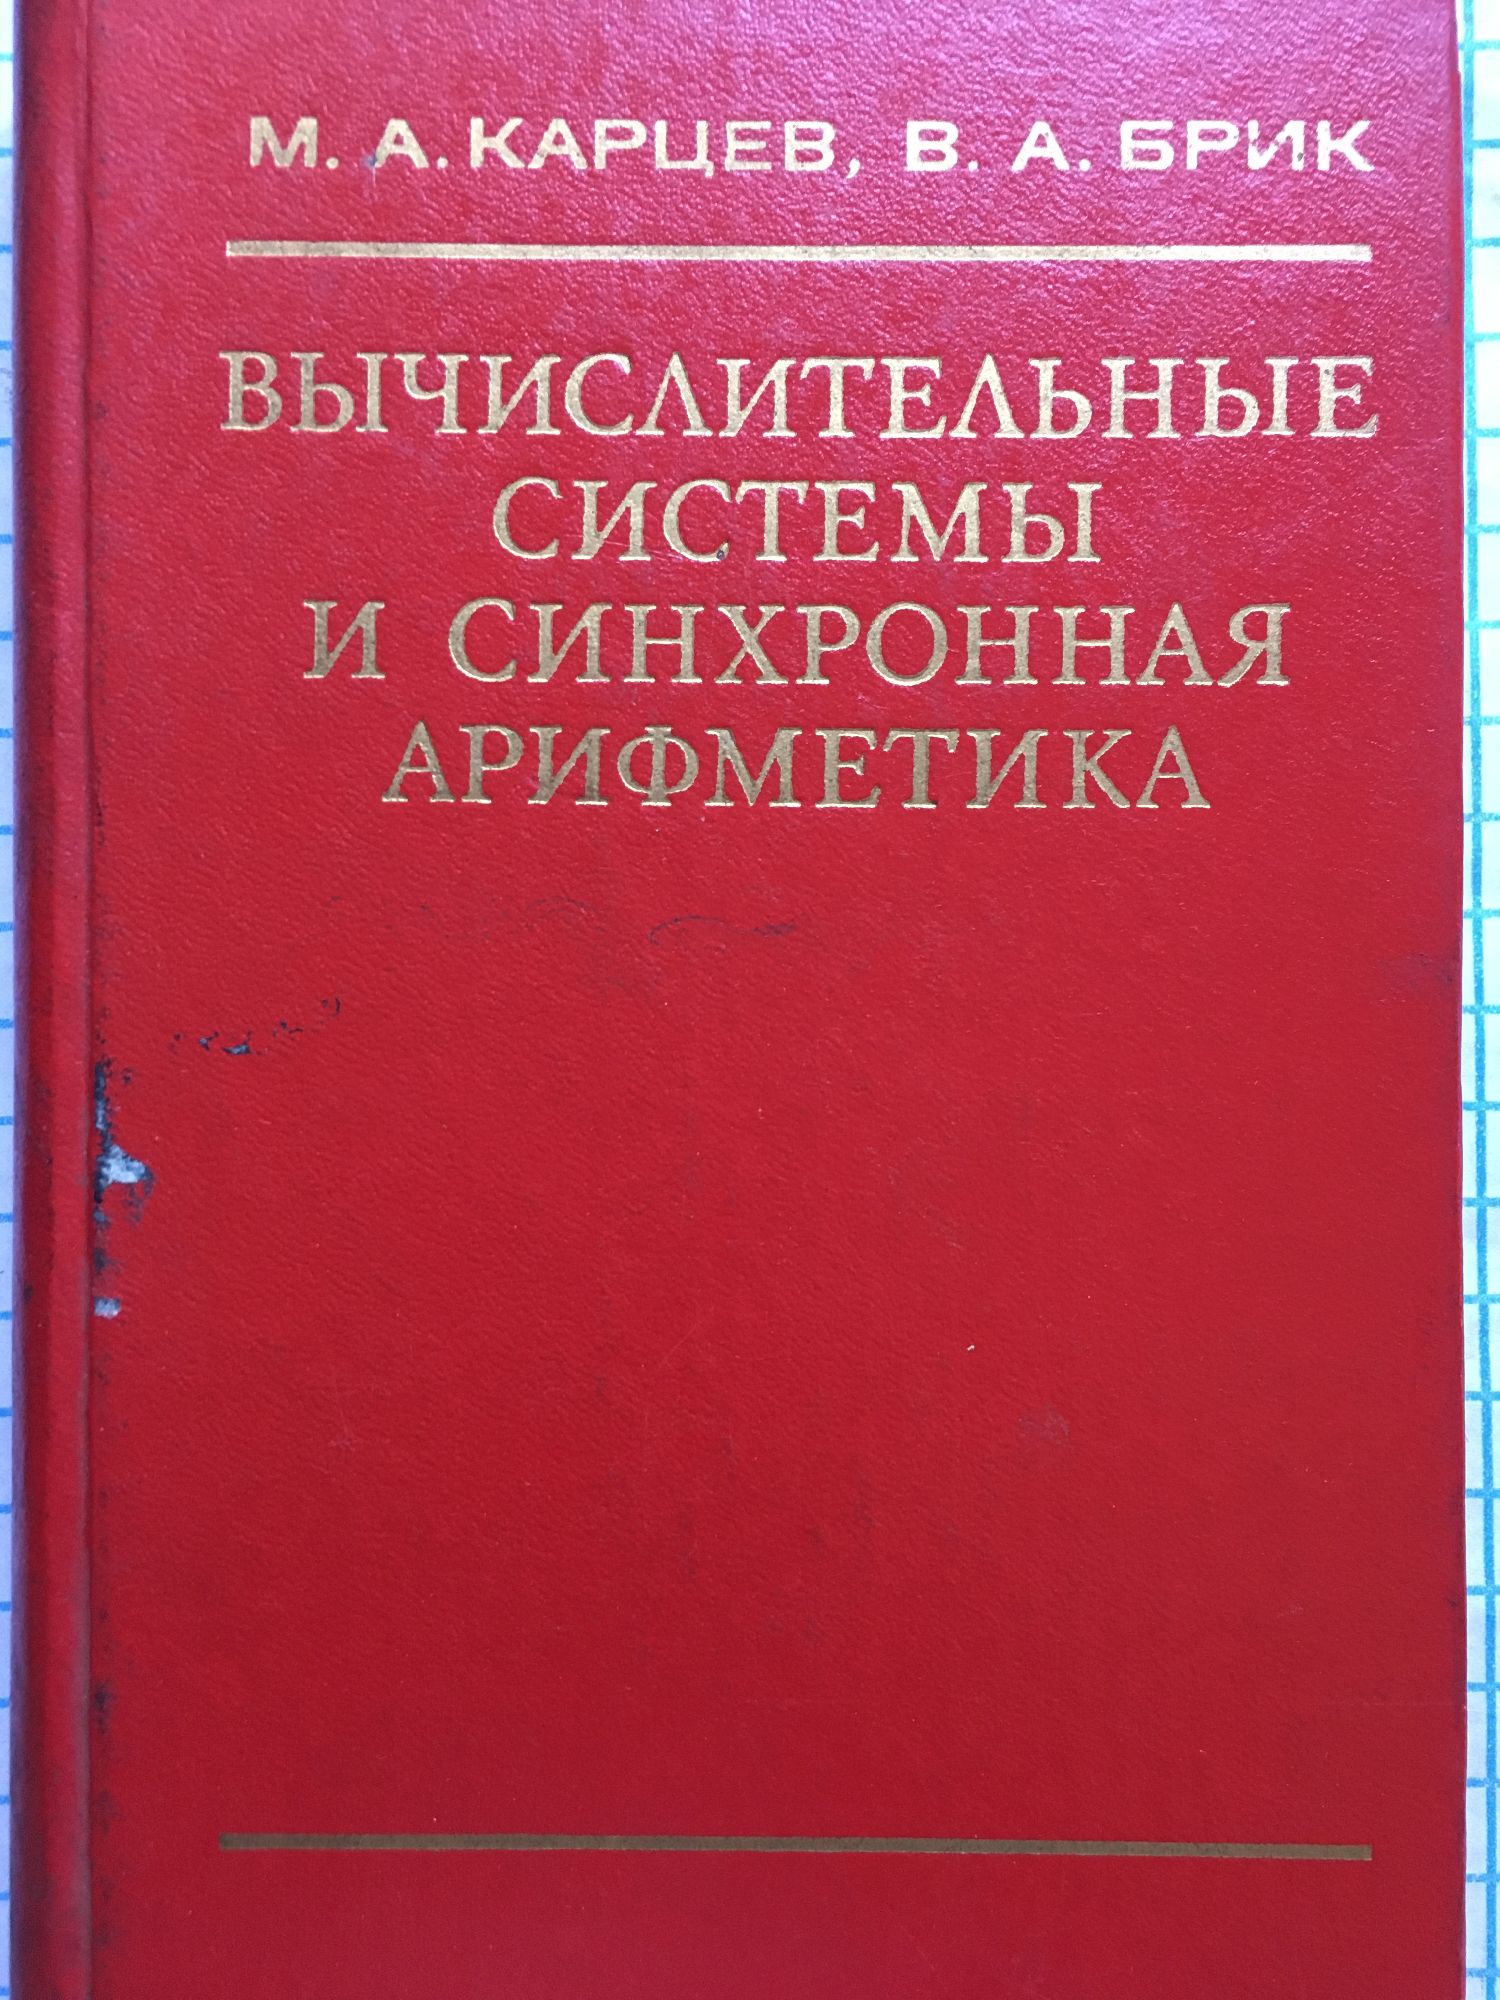 М. А. КАРЦЕВ, В. А. БРИК
ВЫЧИСЛИТЕЛЬНЫЕ
СИСТЕМЫ
И СИНХРОННАЯ
АРИФМЕТИКА